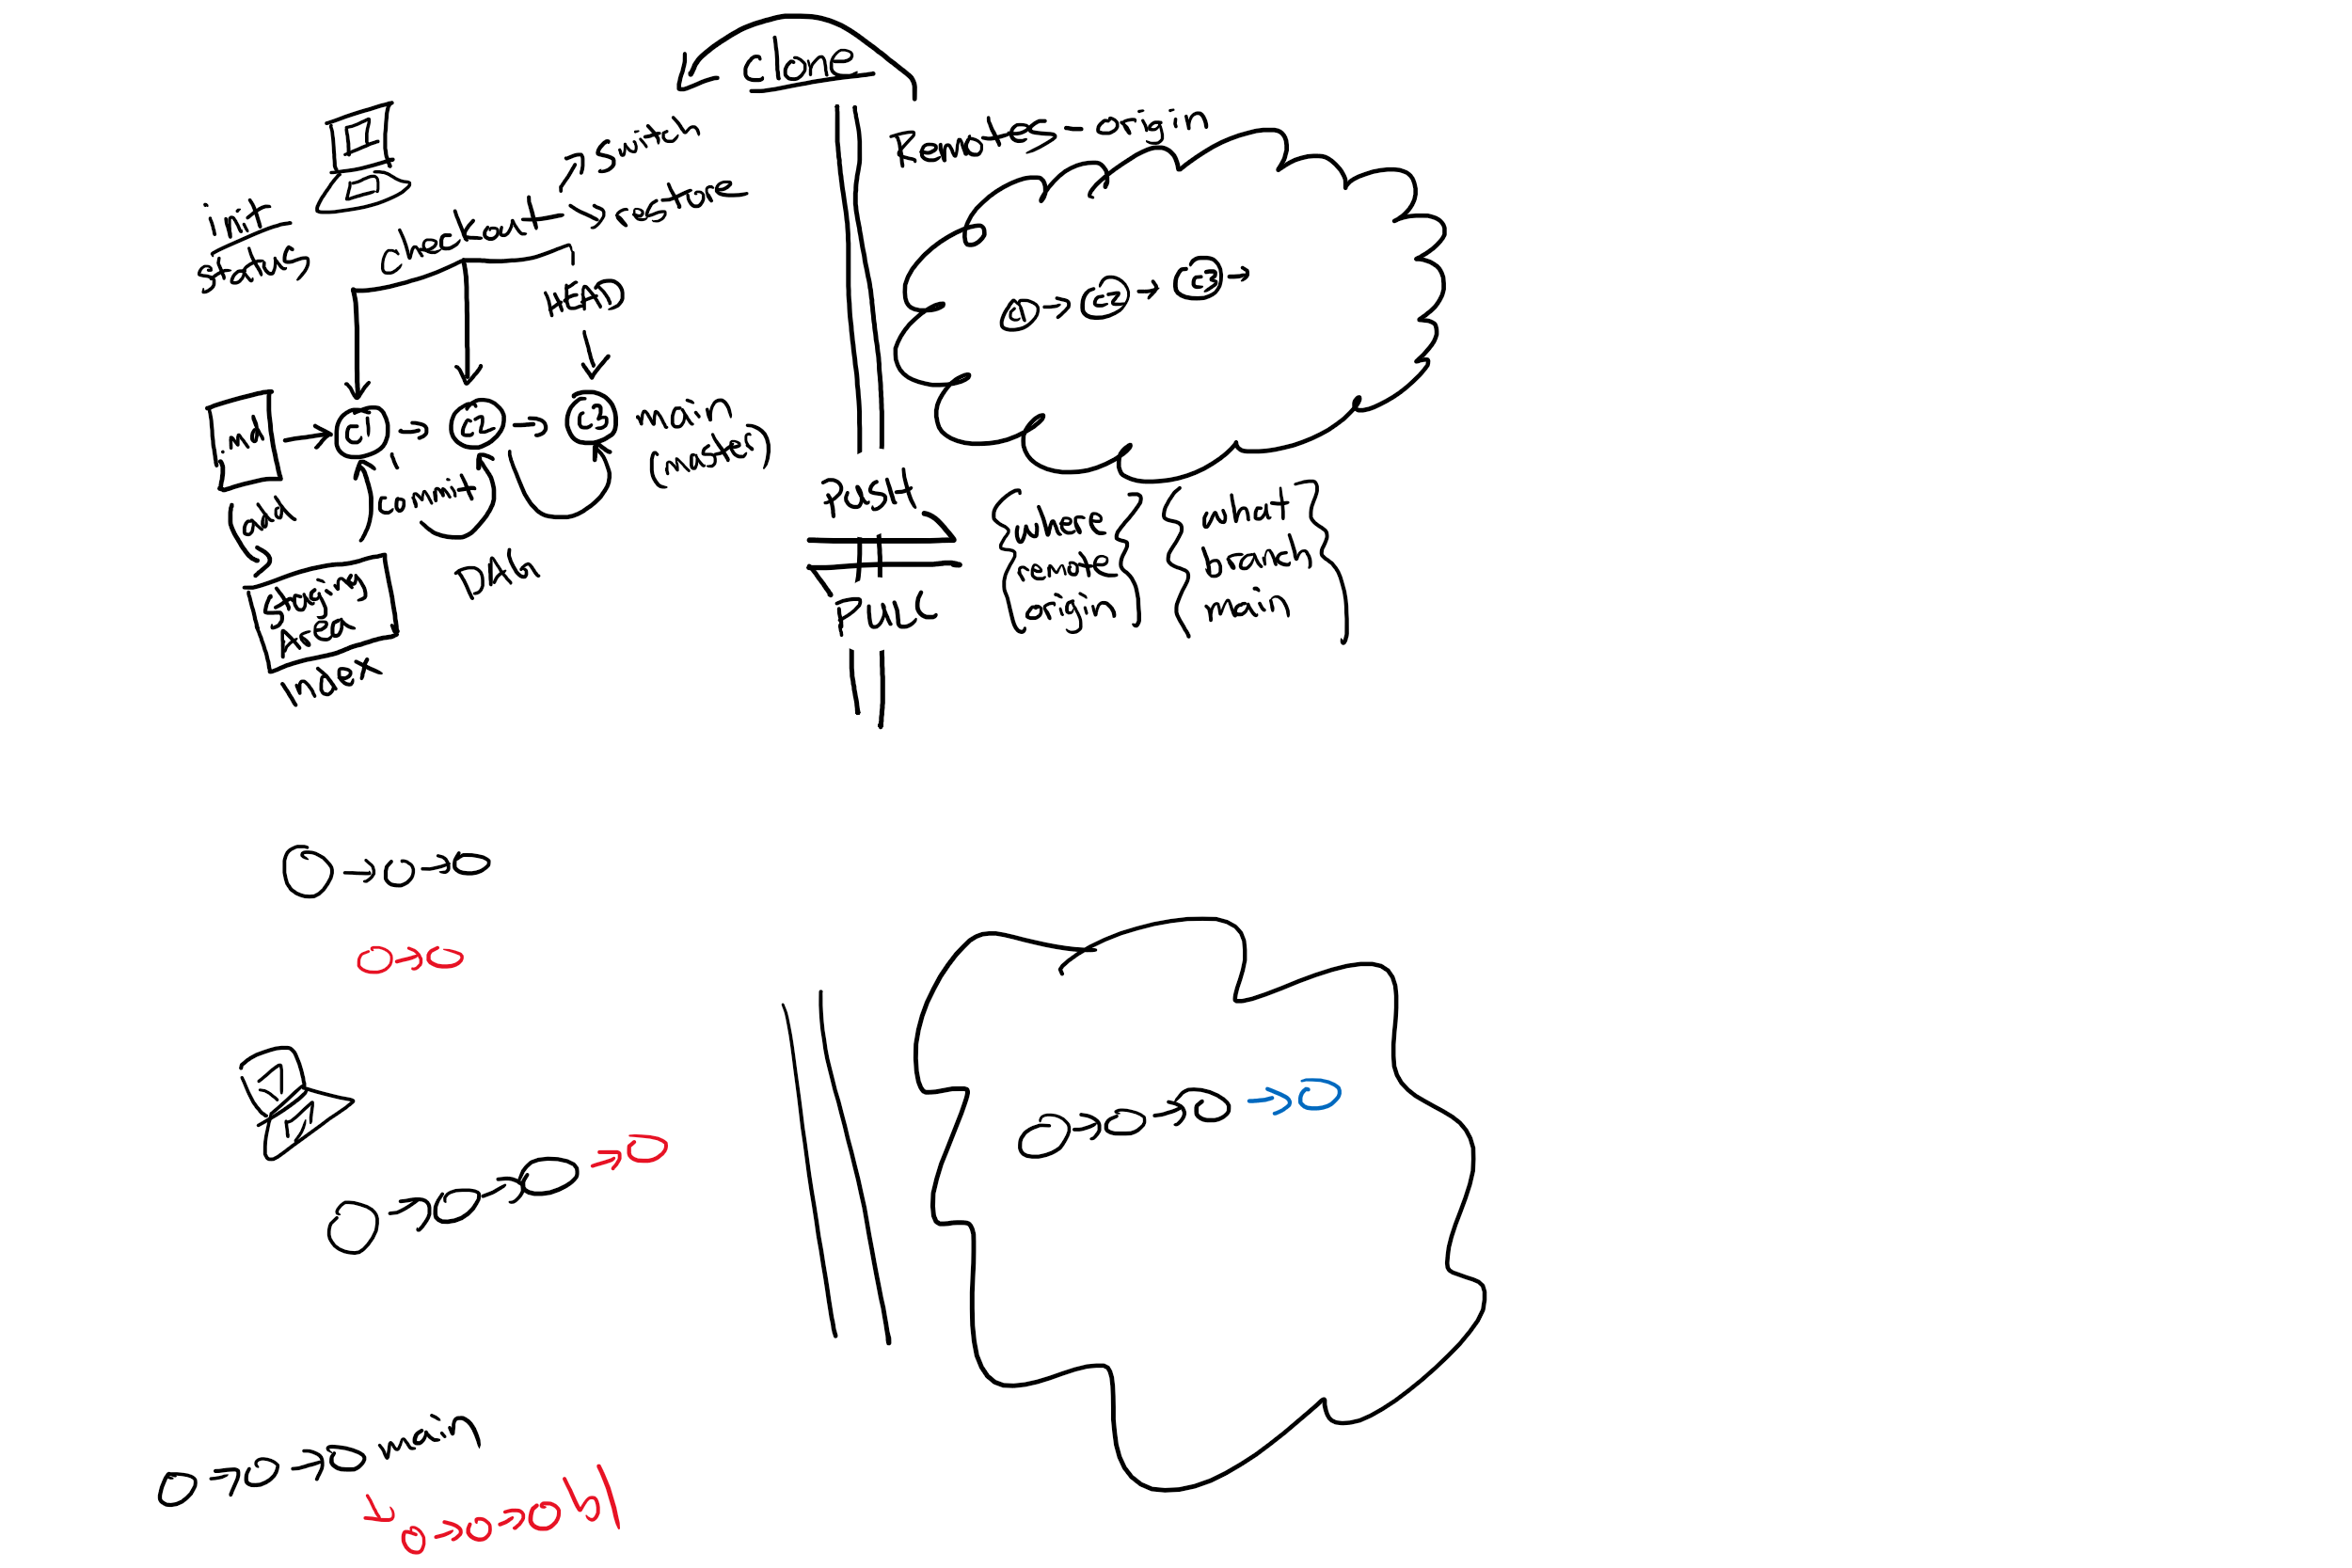 clone
Remotes - origin
init
status
checkout
switch
restore
HEAD
c1
c2
c3
.md
c1
c2
c3
main
(master)
add
commit
DAG
Staging
Area
Index
PUSH
PULL
where
remote
origin
what
branch
main
main
b1